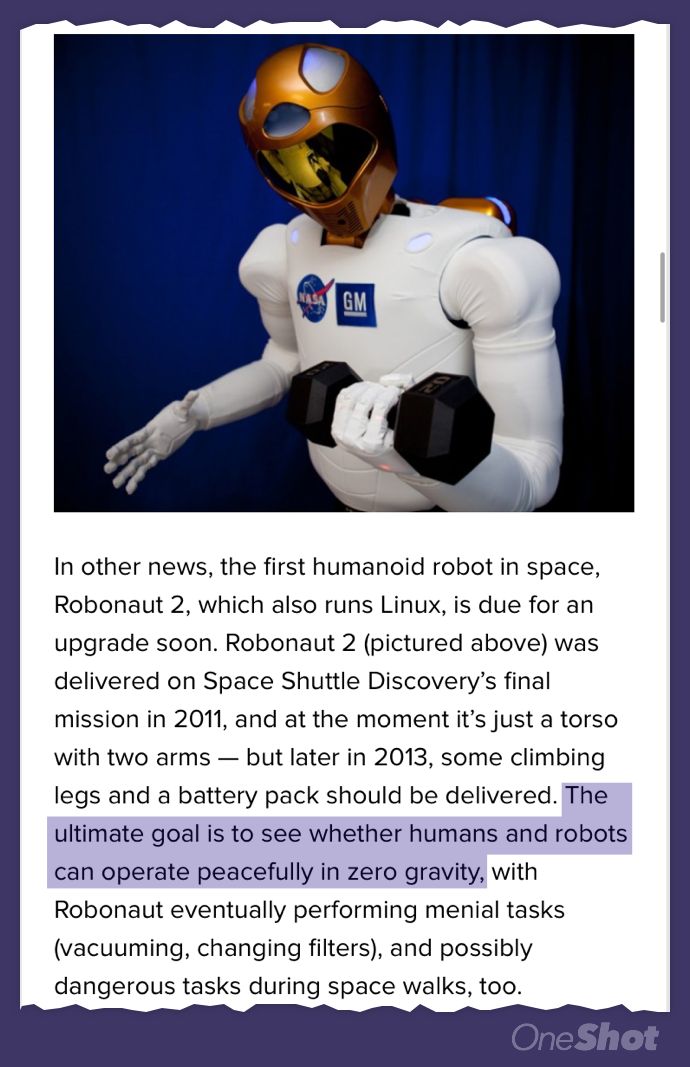 NASA
GM
20
In other news, the first humanoid robot in space,
Robonaut 2, which also runs Linux, is due for an
upgrade soon. Robonaut 2 (pictured above) was
delivered on Space Shuttle Discovery’s final
mission in 2011, and at the moment it’s just a torso
with two arms — but later in 2013, some climbing
legs and a battery pack should be delivered. The
ultimate goal is to see whether humans and robots
can operate peacefully in zero gravity, with
Robonaut eventually performing menial tasks
(vacuuming, changing filters), and possibly
dangerous tasks during space walks, too.
OneShot